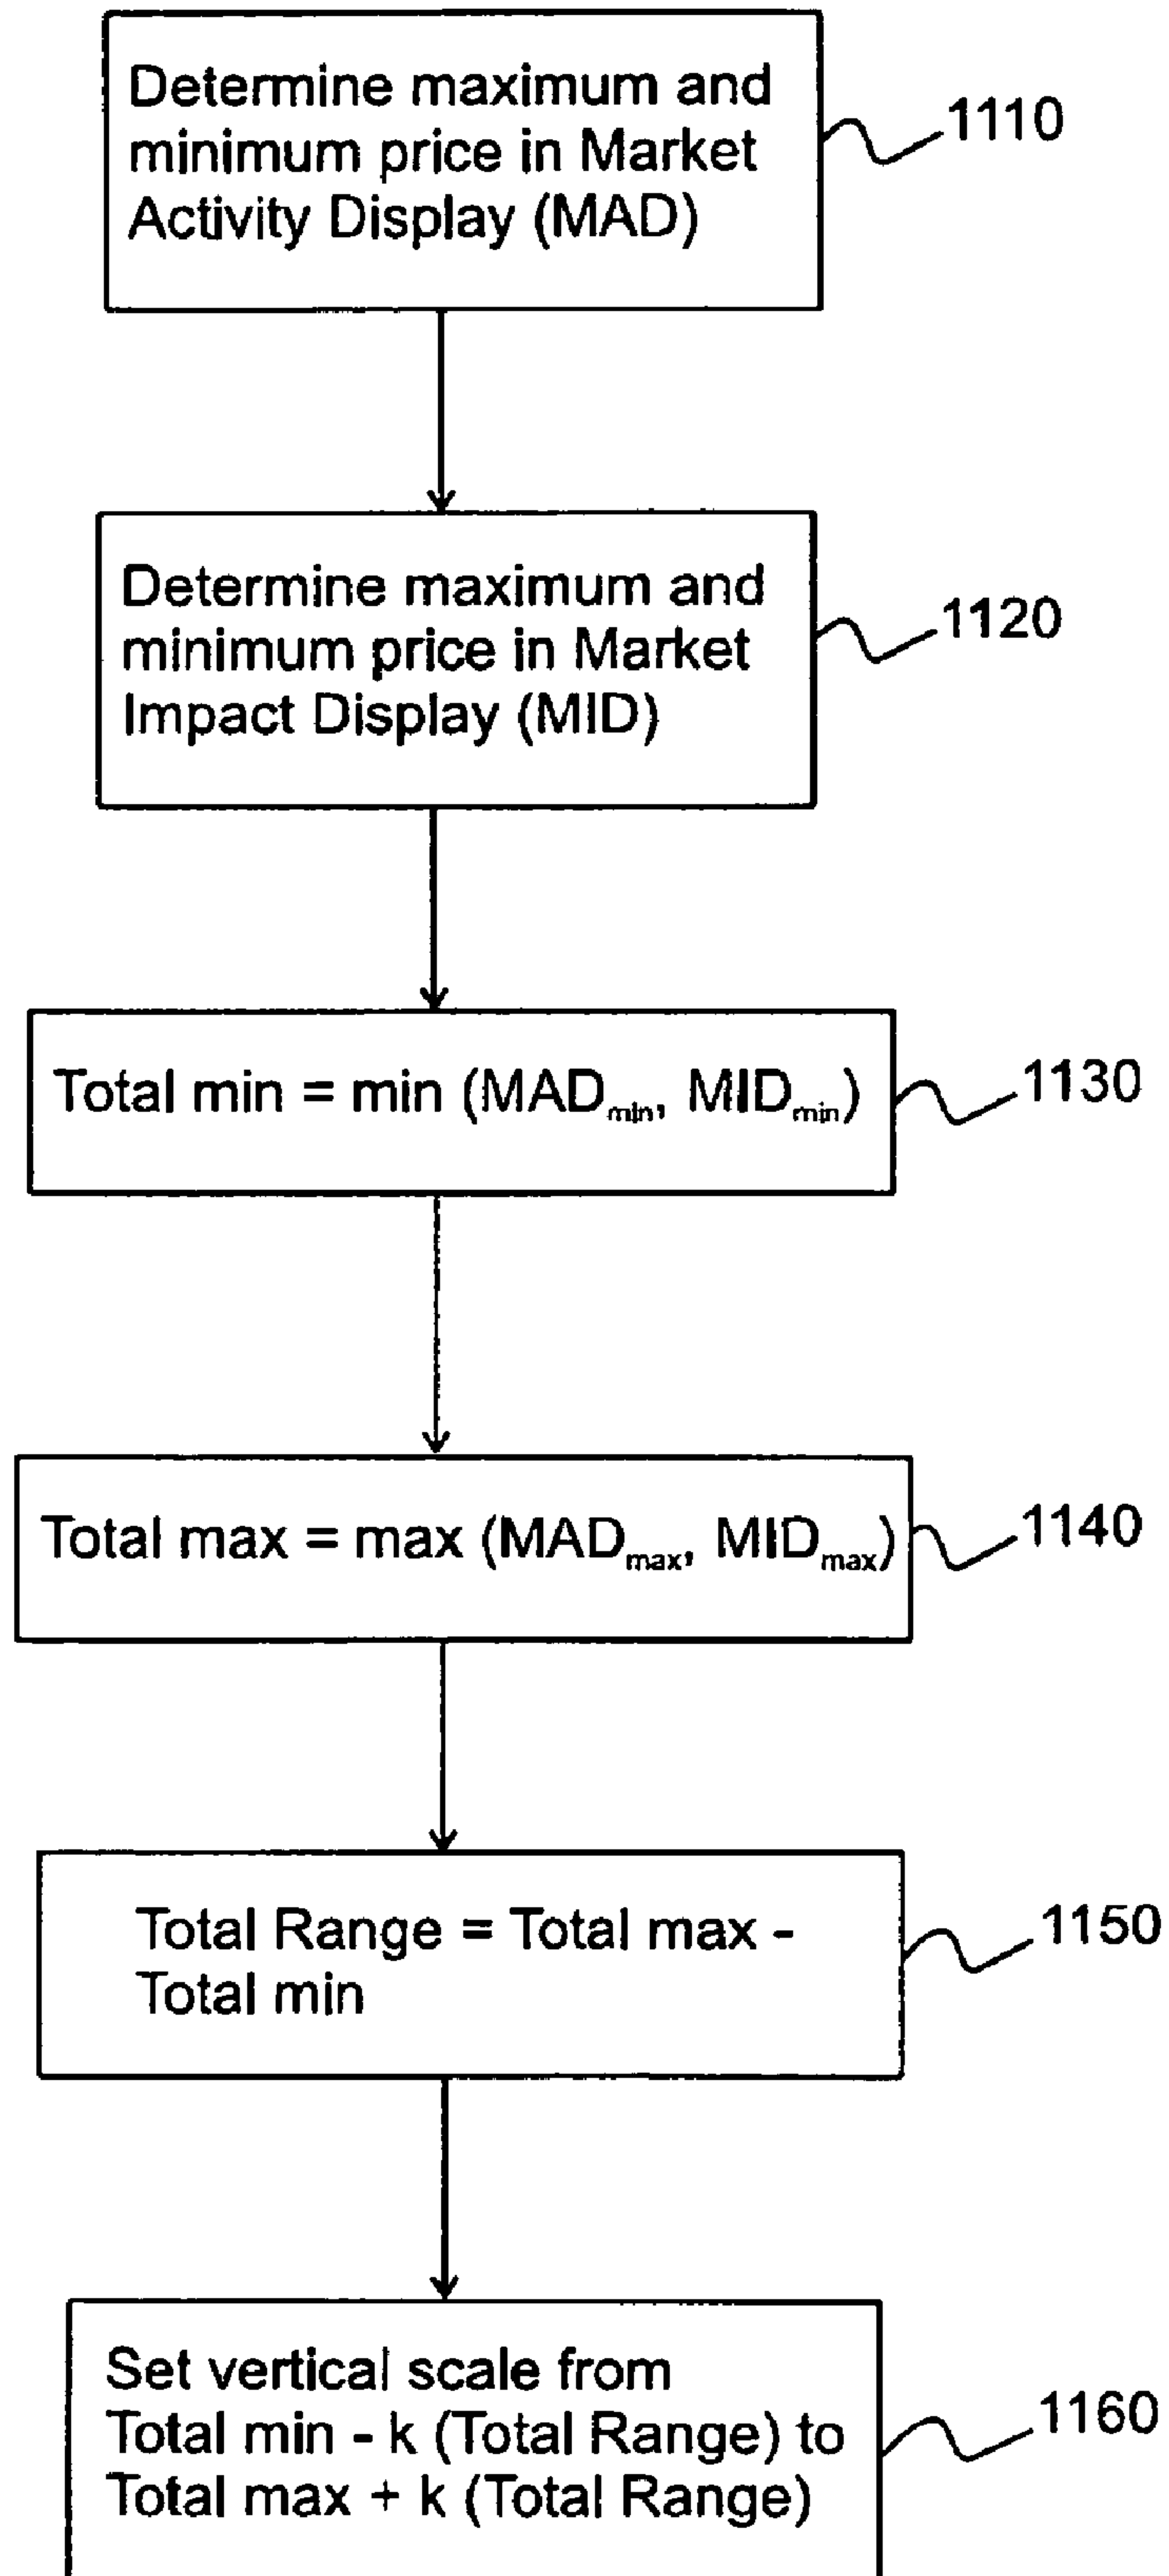 Determine maximum and
minimum price in Market
Activity Display (MAD)
1110
Determine maximum and
minimum price in Market
Impact Display (MID)
1120
Total min = min (MADmin, MIDmin)
1130
Total max = max (MADmax, MIDmax)
1140
Total Range = Total max -
Total min
1150
Set vertical scale from
Total min - k (Total Range) to
Total max + k (Total Range)
1160